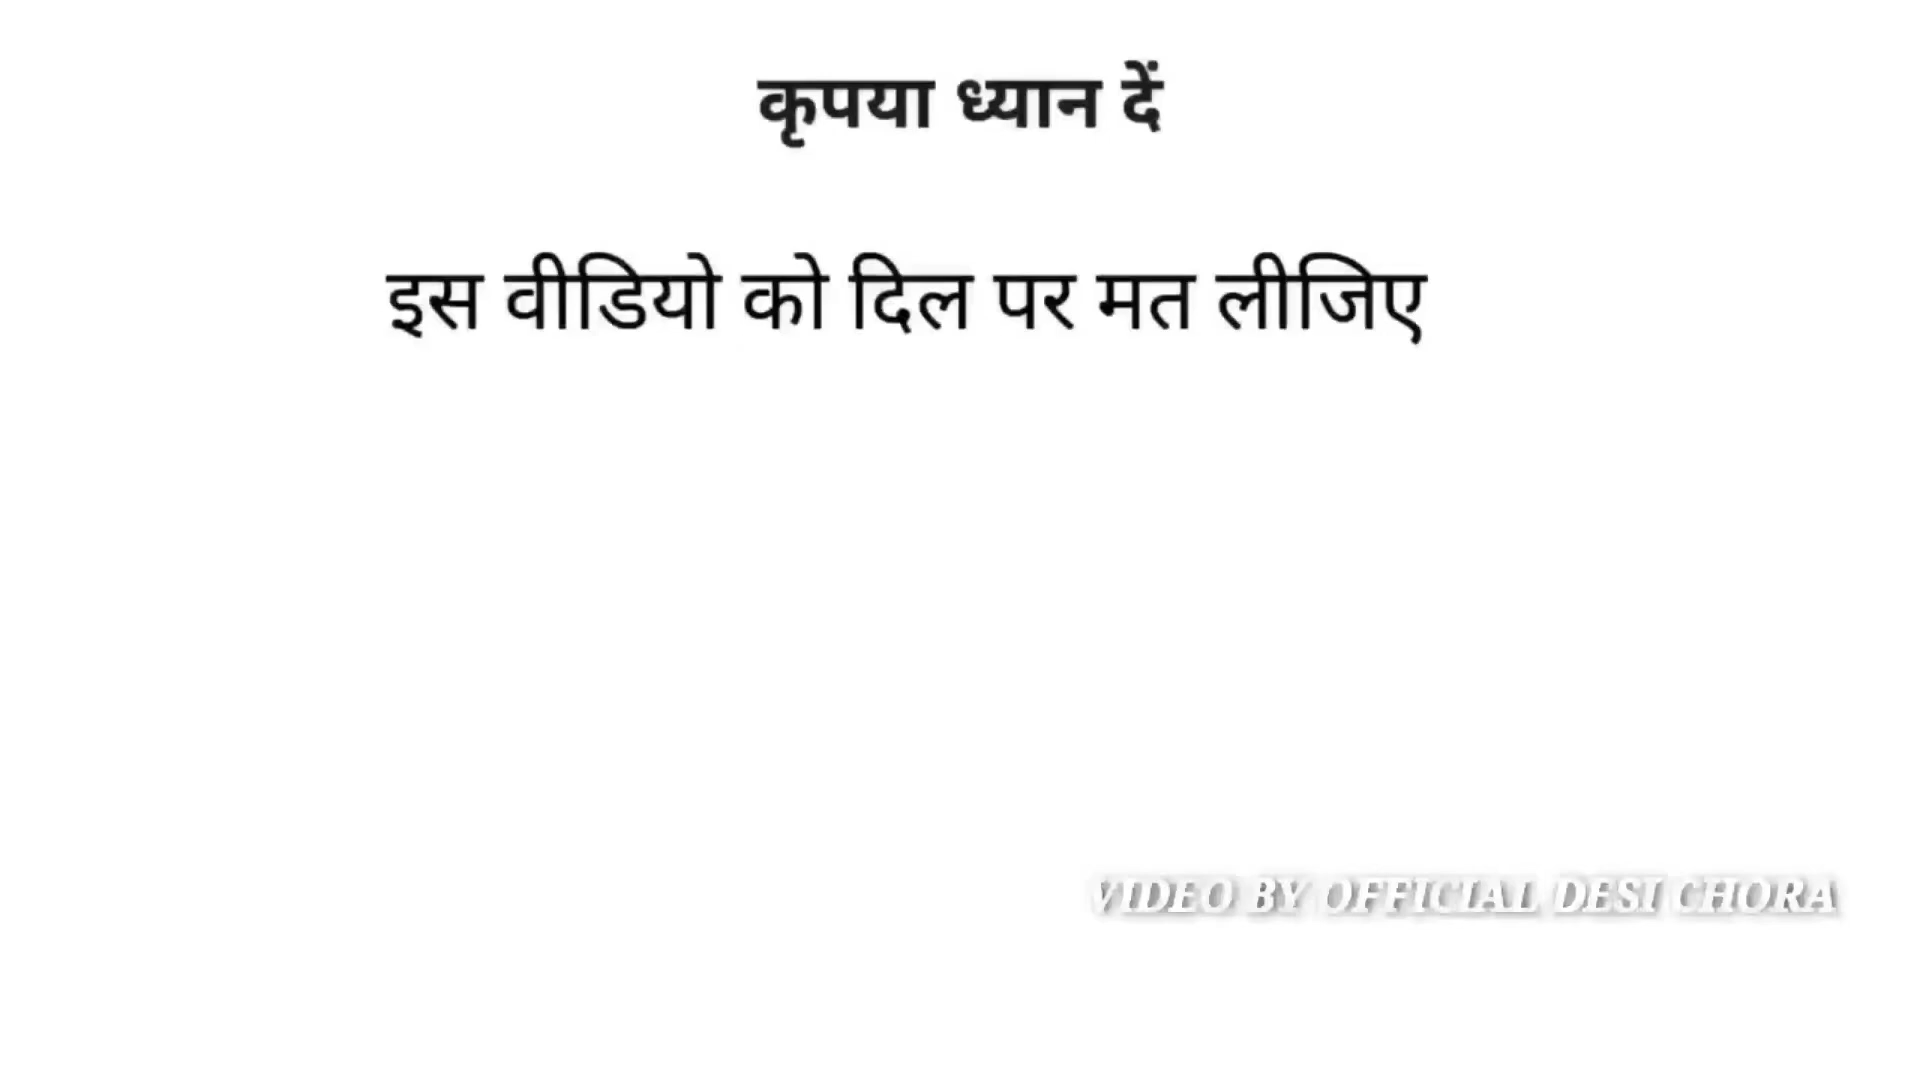 कृपया ध्यान दें
इस वीडियो को दिल पर मत लीजिए
VIDEO BY OFFICIAL DESI CHORA